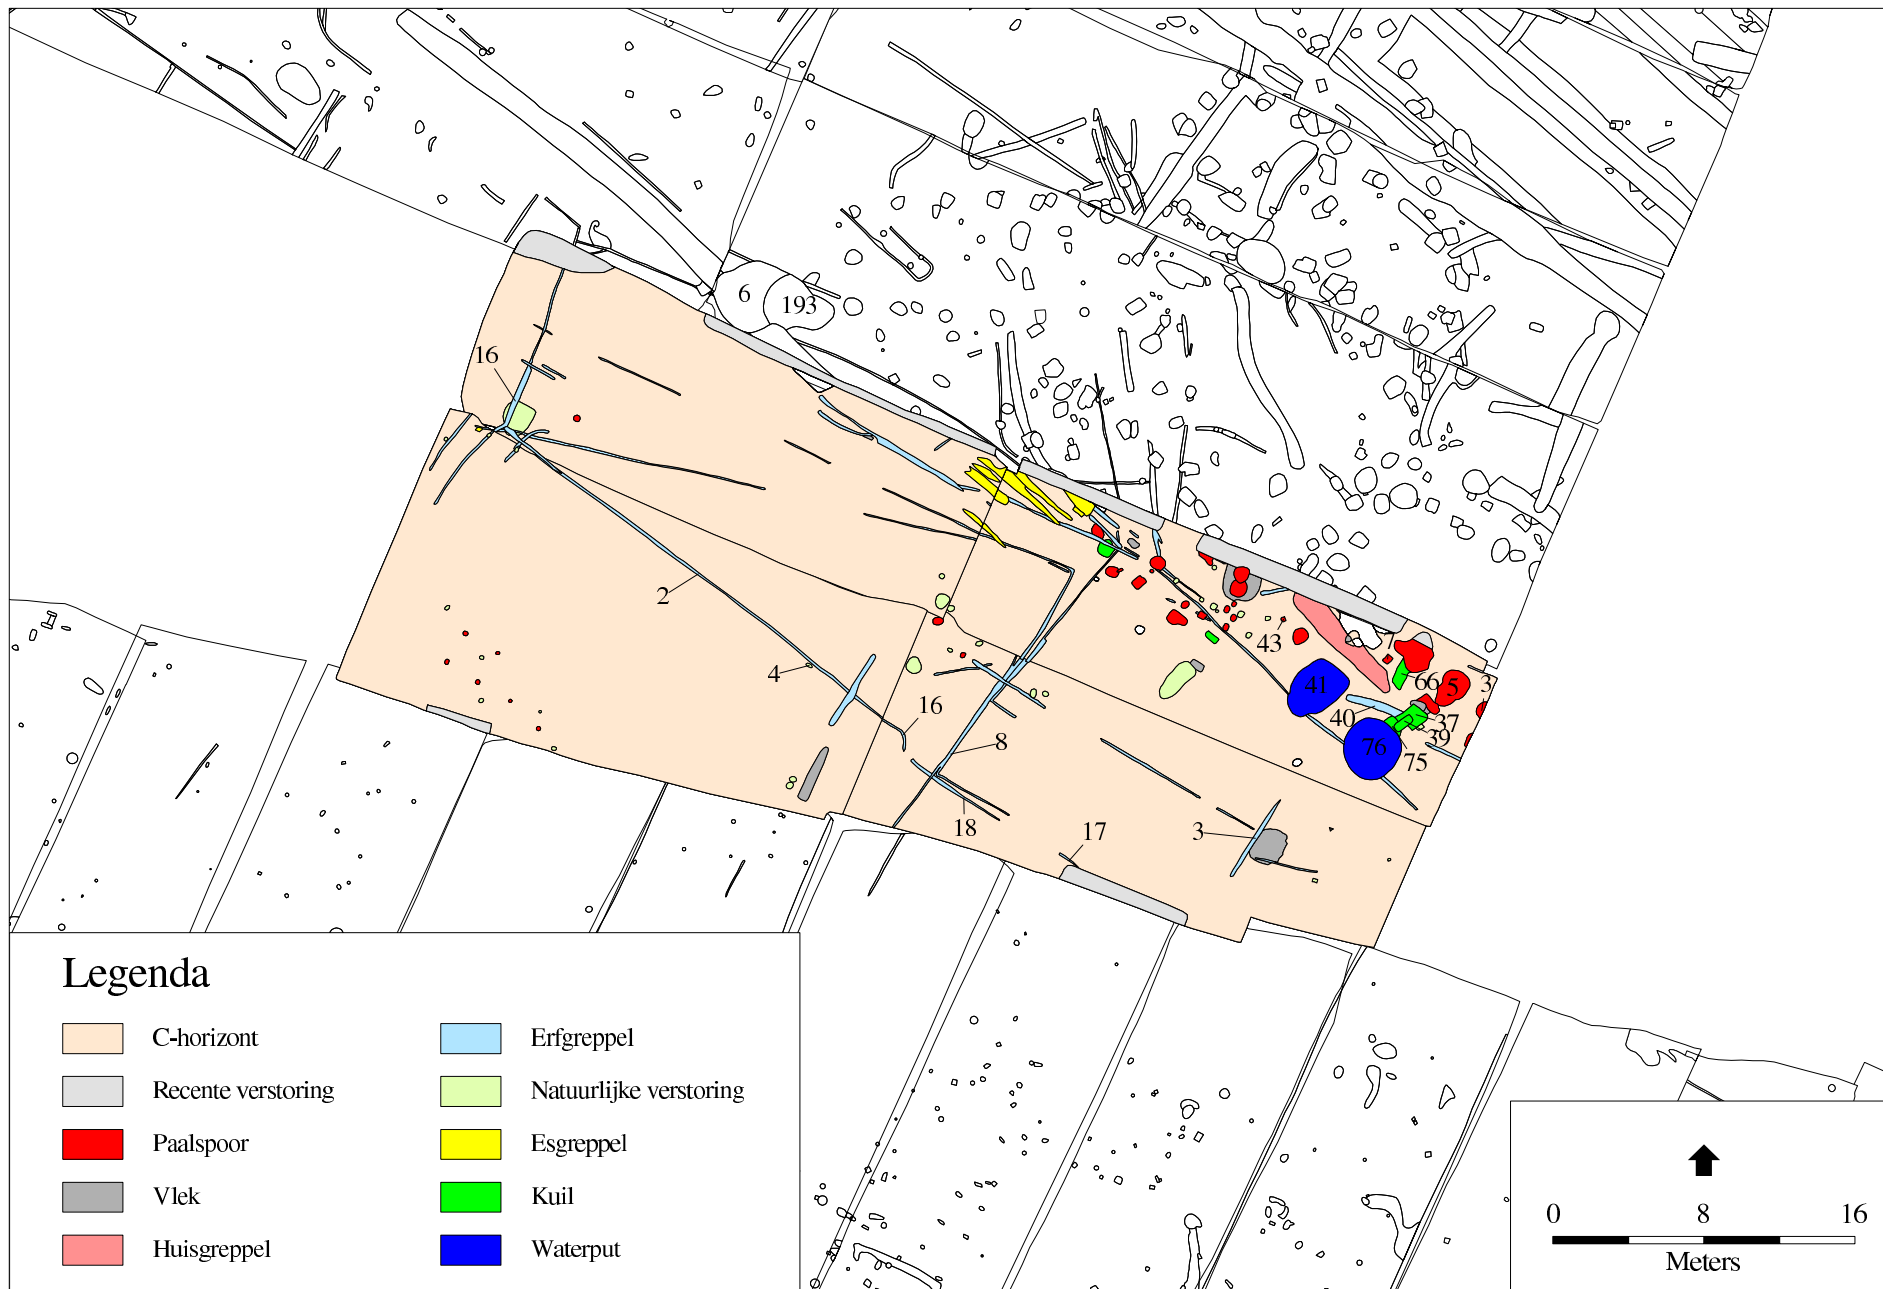 6
193
16
2
4
16
8
18
17
3
43
7
41
66
5
3
40
37
39
76
75
Legenda
C-horizont
Recente verstoring
Paalspoor
Vlek
Huisgreppel
Erfgreppel
Natuurlijke verstoring
Esgreppel
Kuil
Waterput
0 8 16
Meters